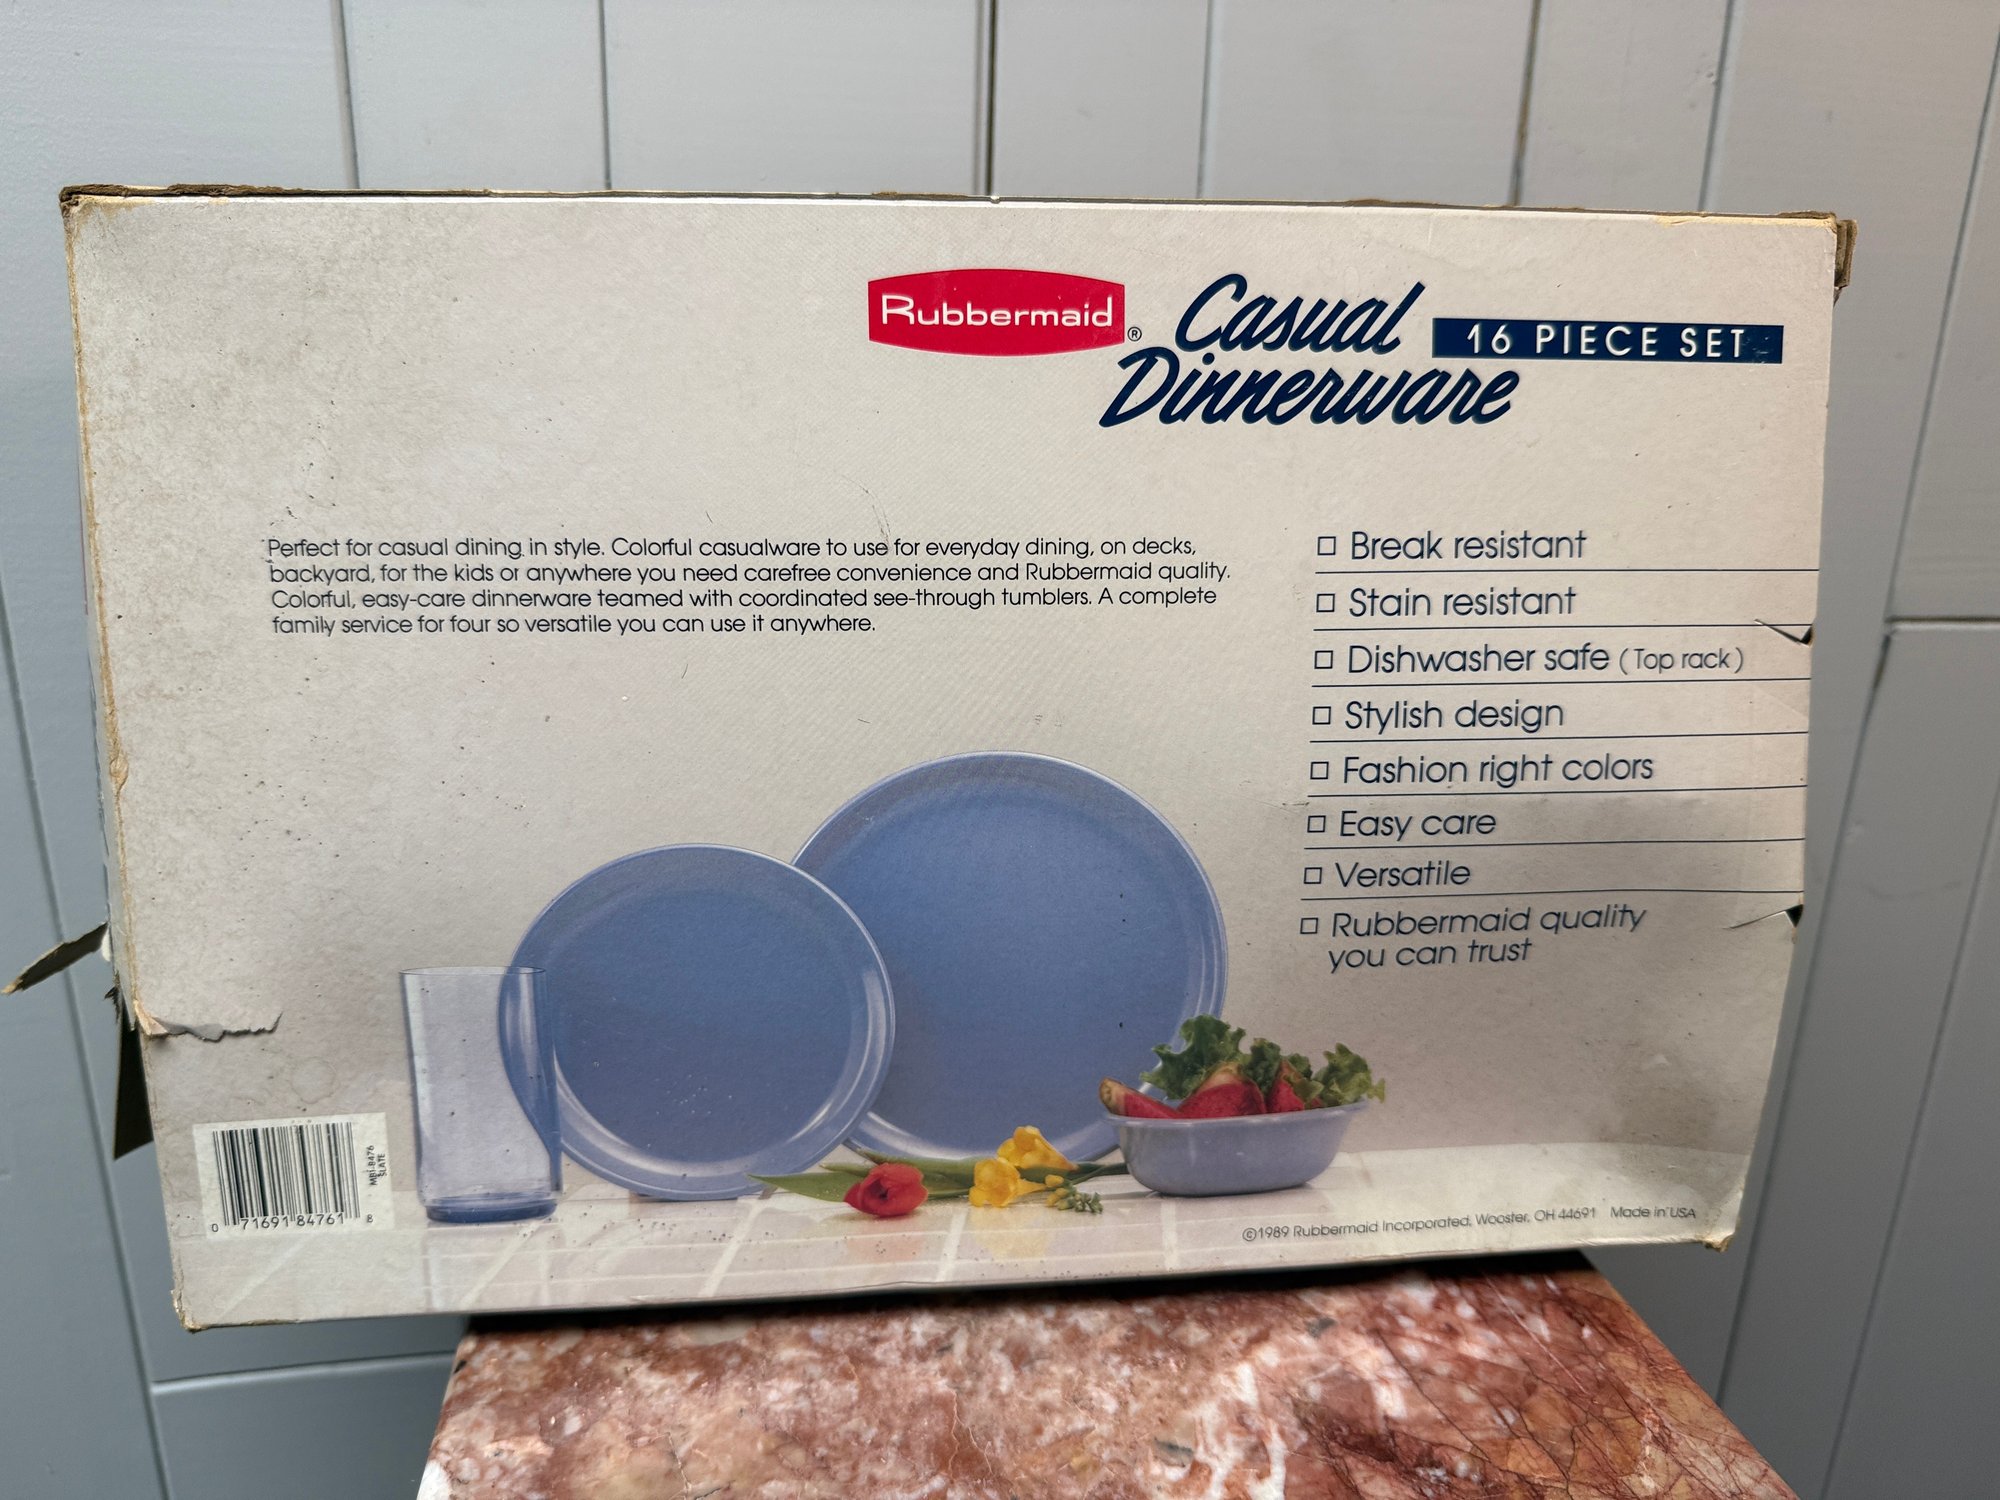 Rubbermaid ®
Casual
Dinnerware
16 PIECE SET
Perfect for casual dining in style. Colorful casualware to use for everyday dining, on decks,
backyard, for the kids or anywhere you need carefree convenience and Rubbermaid quality.
Colorful, easy-care dinnerware teamed with coordinated see-through tumblers. A complete
family service for four so versatile you can use it anywhere.
□ Break resistant
□ Stain resistant
□ Dishwasher safe (Top rack)
□ Stylish design
□ Fashion right colors
□ Easy care
□ Versatile
□ Rubbermaid quality
you can trust
MB1-8476
SLATE
0 71691 84761 8
©1989 Rubbermaid Incorporated, Wooster, OH 44691 Made in USA